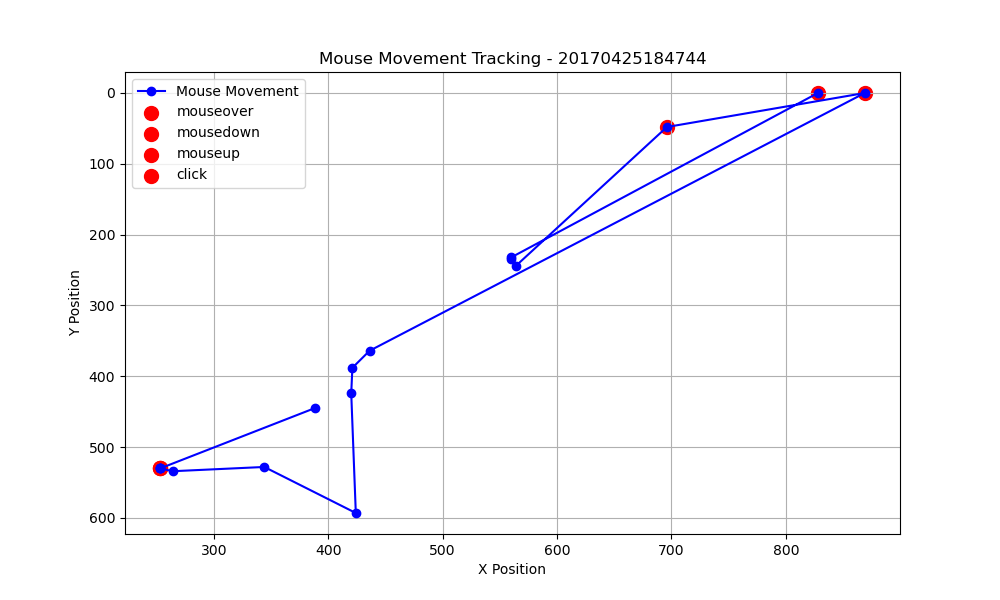 Mouse Movement Tracking - 20170425184744
Mouse Movement
mouseover
mousedown
mouseup
click
0
100
200
300
400
500
600
Y Position
300 400 500 600 700 800
X Position